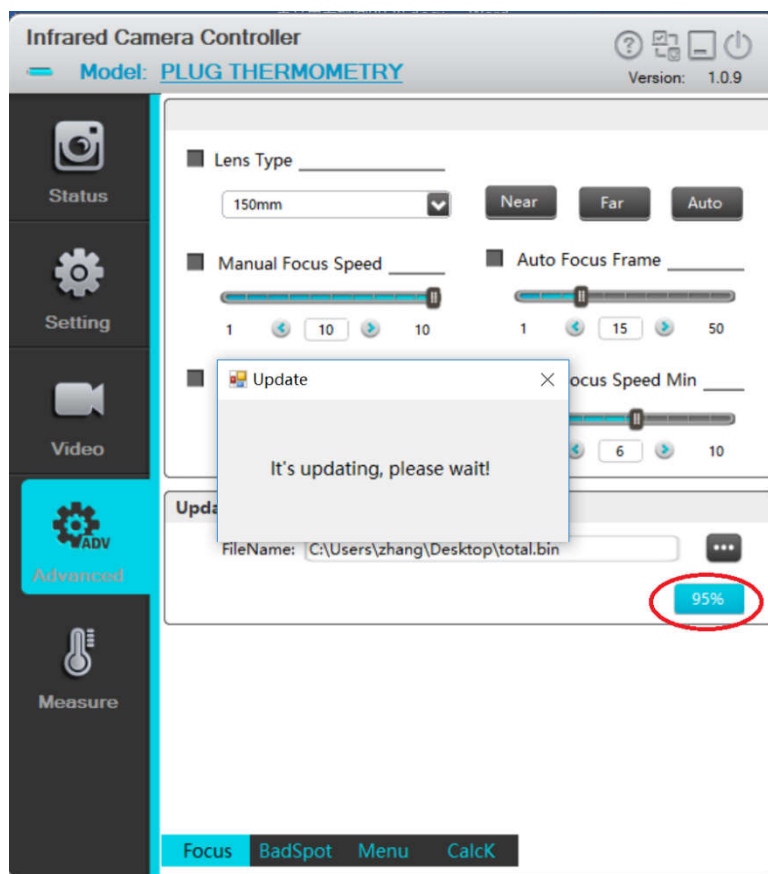 Infrared Camera Controller
Model: PLUG THERMOMETRY
Version: 1.0.9
Status
Setting
Video
ADV
Advanced
Measure
Lens Type
150mm
Near Far Auto
Manual Focus Speed
1 10 10
Auto Focus Frame
1 15 50
Update
It's updating, please wait!
ocus Speed Min
6 10
Upda
FileName: C:\Users\zhang\Desktop\total.bin
...
95%
Focus BadSpot Menu CalcK